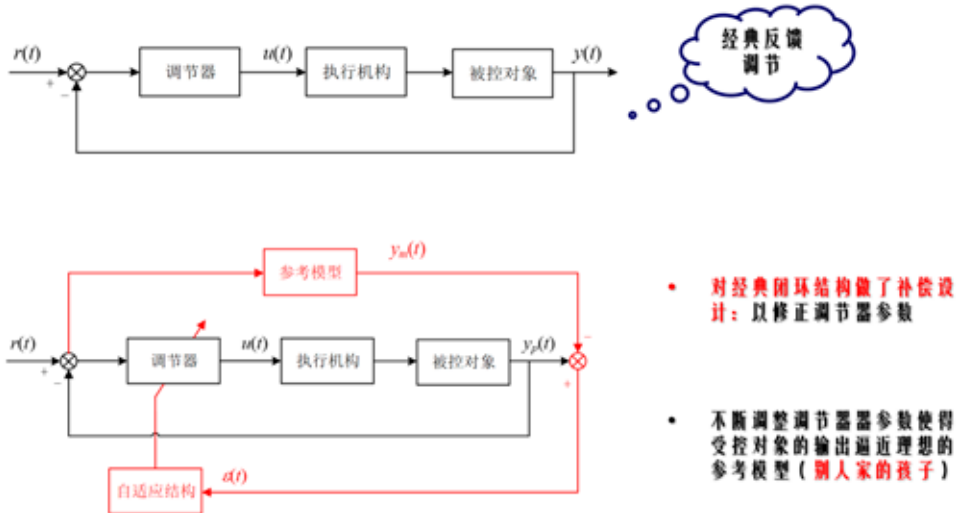 经典反馈
调节
r(t)
+
−
调节器
u(t)
执行机构
被控对象
y(t)
参考模型
yₘ(t)
r(t)
+
−
调节器
u(t)
执行机构
被控对象
yₚ(t)
−
+
自适应结构
ε(t)
• 对经典闭环结构做了补偿设
计：以修正调节器参数
• 不断调整调节器器参数使得
受控对象的输出逼近理想的
参考模型（别人家的孩子）